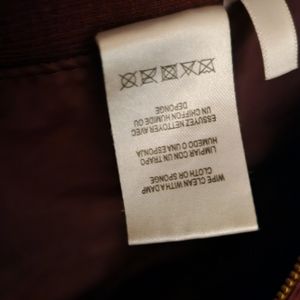 WIPE CLEAN WITH A DAMP
CLOTH OR SPONGE
LIMPIAR CON UN TRAPO
HUMEDO O UNA ESPONJA
ESSUYEZ NETTOYER AVEC
UN CHIFFON HUMIDE OU
DEPONGE